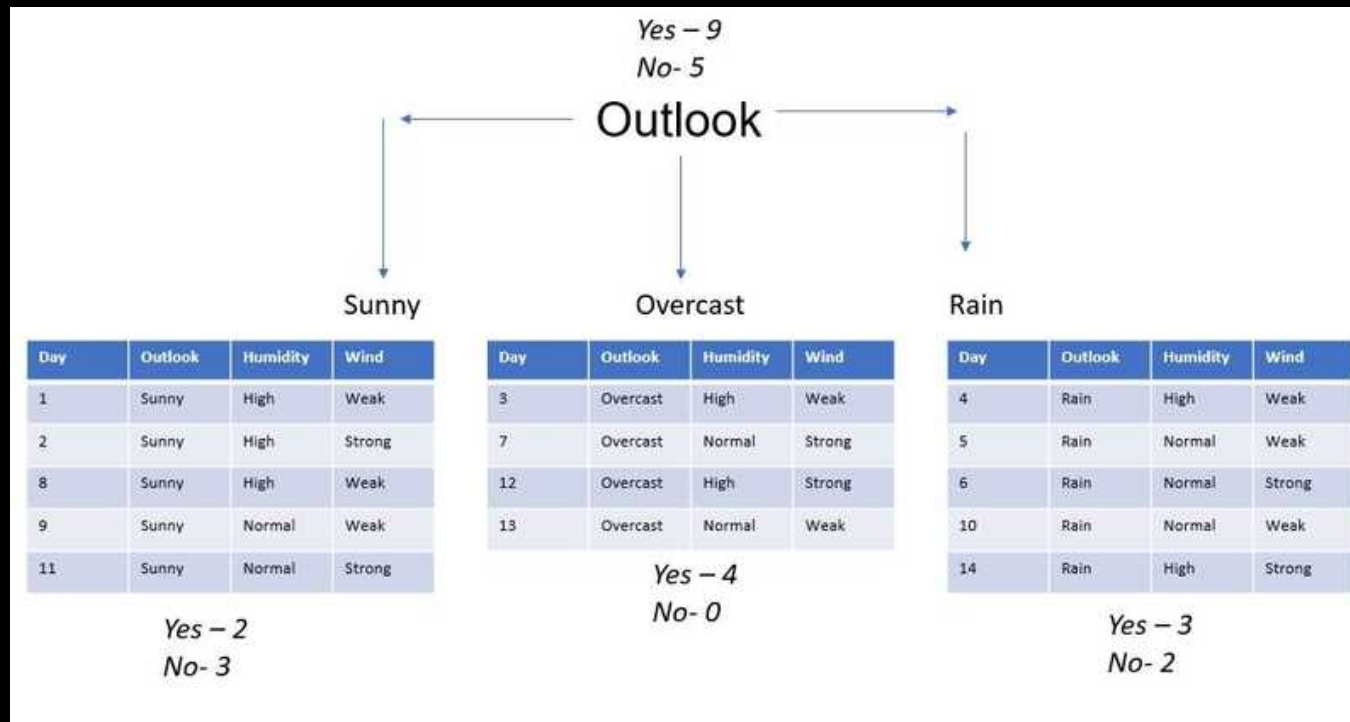 Yes – 9
No- 5
Outlook
Sunny
Overcast
Rain
Day Outlook Humidity Wind
1 Sunny High Weak
2 Sunny High Strong
8 Sunny High Weak
9 Sunny Normal Weak
11 Sunny Normal Strong
Yes – 2
No- 3
Day Outlook Humidity Wind
3 Overcast High Weak
7 Overcast Normal Strong
12 Overcast High Strong
13 Overcast Normal Weak
Yes – 4
No- 0
Day Outlook Humidity Wind
4 Rain High Weak
5 Rain Normal Weak
6 Rain Normal Strong
10 Rain Normal Weak
14 Rain High Strong
Yes – 3
No- 2